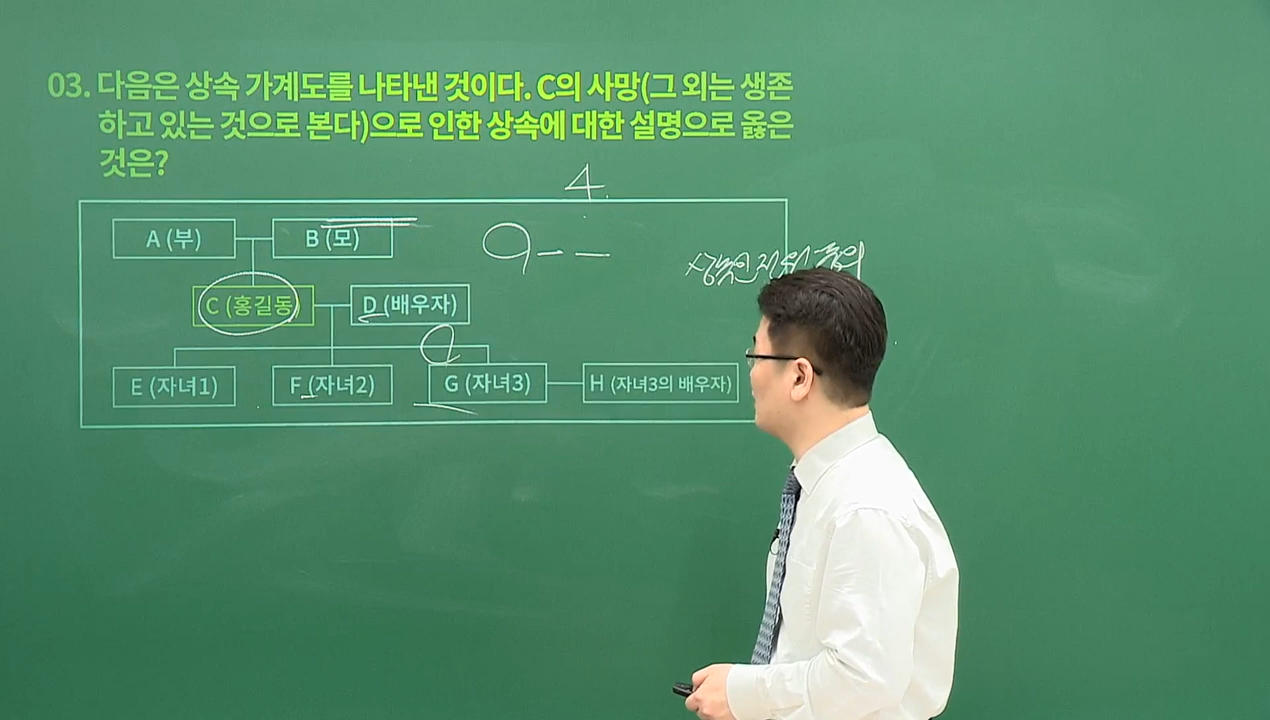 03. 다음은 상속 가계도를 나타낸 것이다. C의 사망(그 외는 생존
하고 있는 것으로 본다)으로 인한 상속에 대한 설명으로 옳은
것은?
4.
A (부)
B (모)
C (홍길동)
D (배우자)
E (자녀1)
F (자녀2)
G (자녀3)
H (자녀3의 배우자)